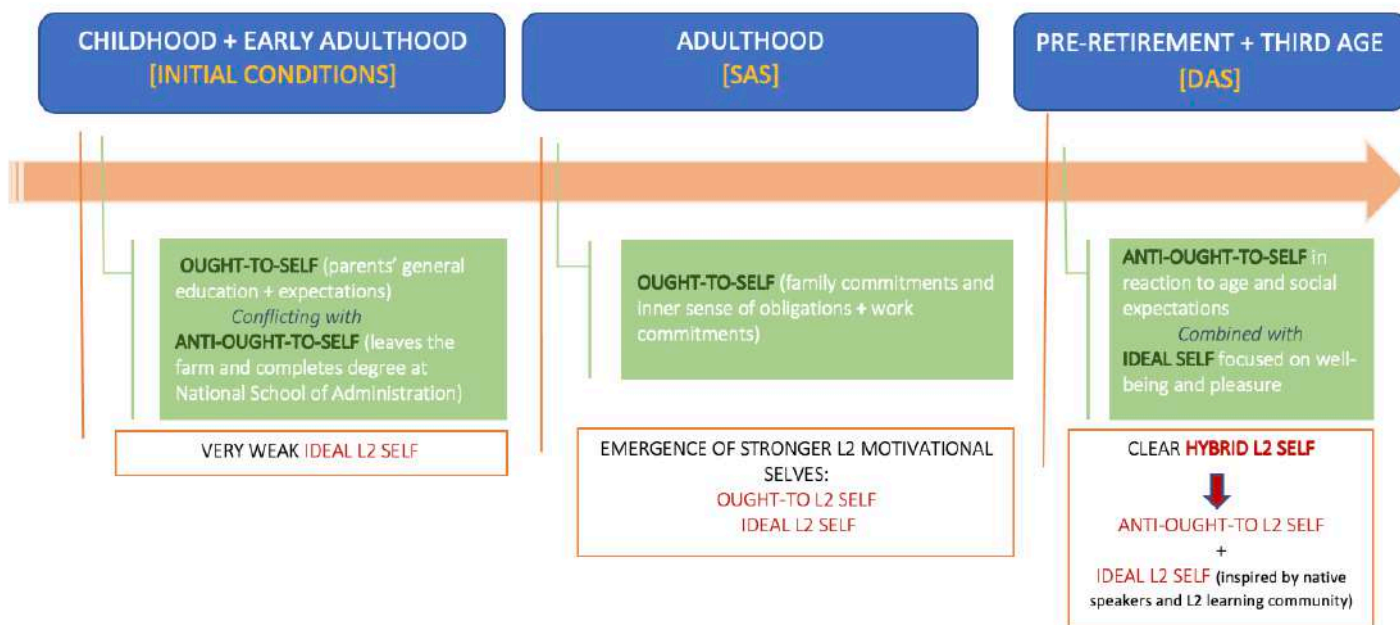 CHILDHOOD + EARLY ADULTHOOD
[INITIAL CONDITIONS]
ADULTHOOD
[SAS]
PRE-RETIREMENT + THIRD AGE
[DAS]
OUGHT-TO-SELF (parents' general
education + expectations)
Conflicting with
ANTI-OUGHT-TO-SELF (leaves the
farm and completes degree at
National School of Administration)
VERY WEAK IDEAL L2 SELF
OUGHT-TO-SELF (family commitments and
inner sense of obligations + work
commitments)
EMERGENCE OF STRONGER L2 MOTIVATIONAL
SELVES:
OUGHT-TO L2 SELF
IDEAL L2 SELF
ANTI-OUGHT-TO-SELF in
reaction to age and social
expectations
Combined with
IDEAL SELF focused on well-
being and pleasure
CLEAR HYBRID L2 SELF
ANTI-OUGHT-TO L2 SELF
+
IDEAL L2 SELF (inspired by native
speakers and L2 learning community)